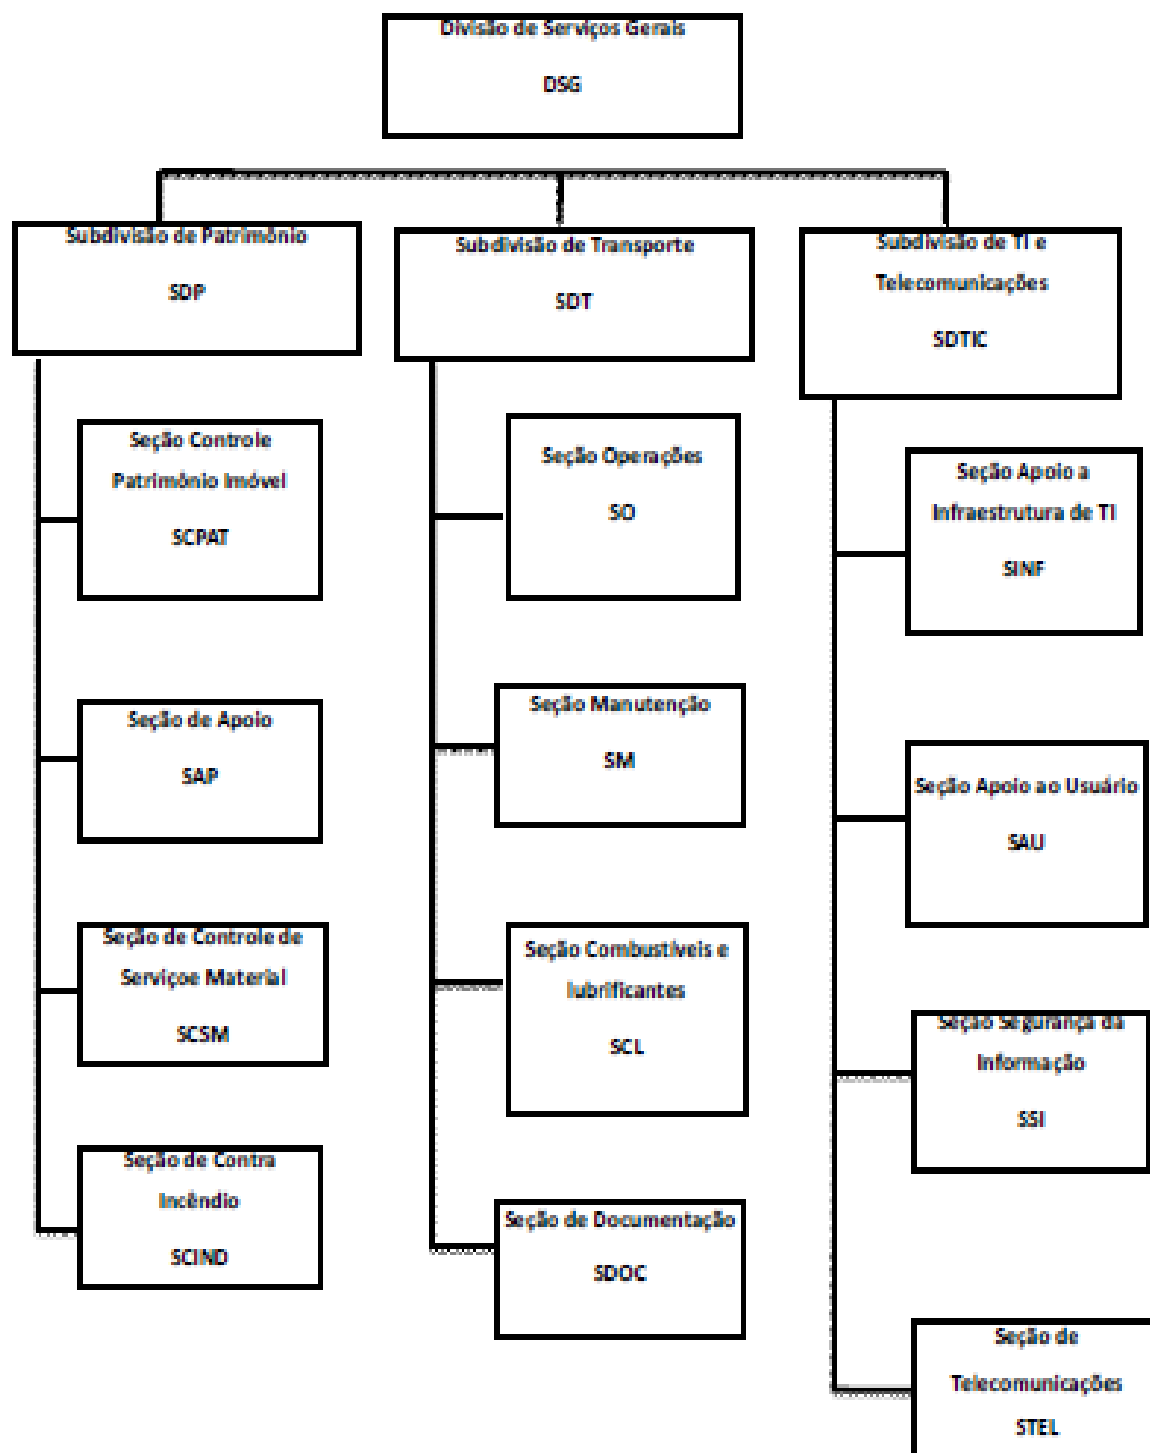 Divisão de Serviços Gerais
DSG
Subdivisão de Patrimônio
SDP
Seção Controle
Patrimônio Imóvel
SCPAT
Seção de Apoio
SAP
Seção de Controle de
Serviçoe Material
SCSM
Seção de Contra
Incêndio
SCIND
Subdivisão de Transporte
SDT
Seção Operações
SO
Seção Manutenção
SM
Seção Combustíveis e
lubrificantes
SCL
Seção de Documentação
SDOC
Subdivisão de TI e
Telecomunicações
SDTIC
Seção Apoio a
Infraestrutura de TI
SINF
Seção Apoio ao Usuário
SAU
Seção Segurança da
Informação
SSI
Seção de
Telecomunicações
STEL